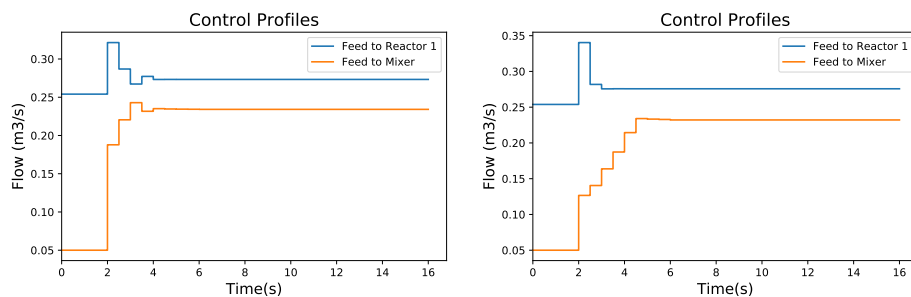 Control Profiles
Feed to Reactor 1
Feed to Mixer
Flow (m3/s)
0.30
0.25
0.20
0.15
0.10
0.05
0 2 4 6 8 10 12 14 16
Time(s)
Control Profiles
Feed to Reactor 1
Feed to Mixer
Flow (m3/s)
0.35
0.30
0.25
0.20
0.15
0.10
0.05
0 2 4 6 8 10 12 14 16
Time(s)